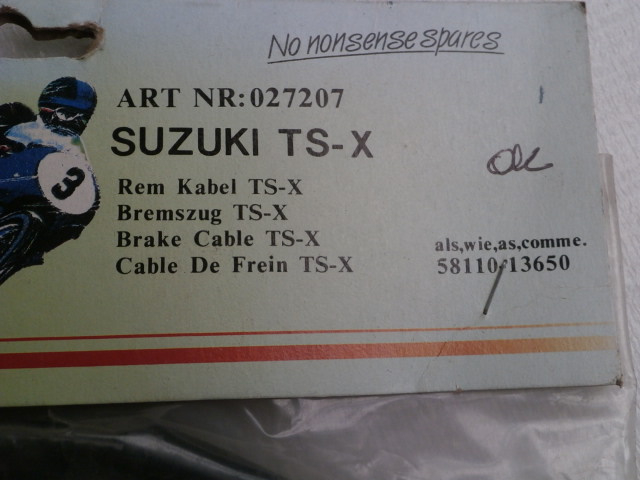 No nonsense spares
ART NR:027207
SUZUKI TS-X
Rem Kabel TS-X
Bremszug TS-X
Brake Cable TS-X
Cable De Frein TS-X
als,wie,as,comme.
58110/13650
3